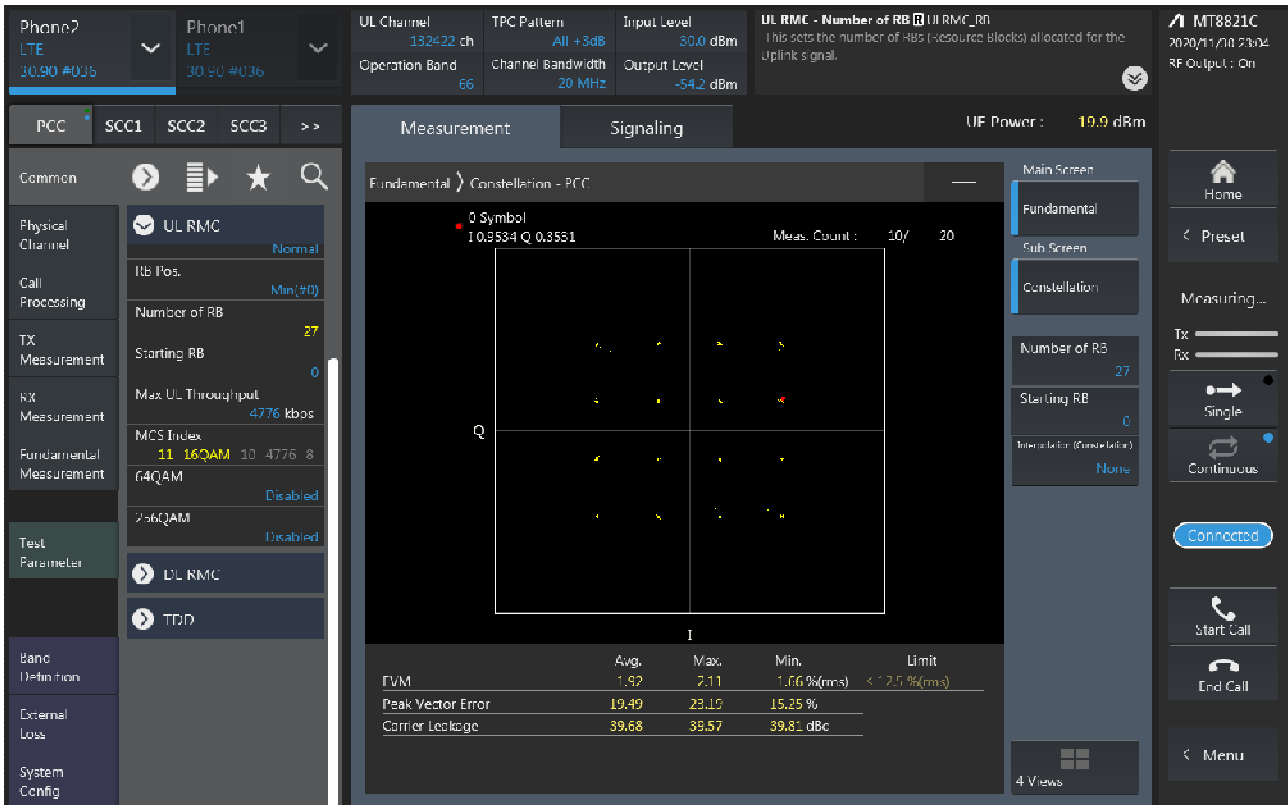 Phone2
LTE
30.90 #036
Phone1
LTE
30.90 #036
UL Channel
132422 ch
Operation Band
66
TPC Pattern
All +3dB
Channel Bandwidth
20 MHz
Input Level
30.0 dBm
Output Level
-54.2 dBm
UL RMC - Number of RB R ULRMC_RB
This sets the number of RBs (Resource Blocks) allocated for the
Uplink signal.
MT8821C
2020/11/30 23:04
RF Output : On
PCC
SCC1
SCC2
SCC3
>>
Measurement
Signaling
UE Power :
19.9 dBm
Common
Physical
Channel
Call
Processing
TX
Measurement
RX
Measurement
Fundamental
Measurement
Test
Parameter
Band
Definition
External
Loss
System
Config
UL RMC
Normal
RB Pos.
Min(#0)
Number of RB
27
Starting RB
0
Max UL Throughput
4776 kbps
MCS Index
11 16QAM 10 4776 8
64QAM
Disabled
256QAM
Disabled
DL RMC
TDD
Fundamental
Constellation - PCC
0 Symbol
I 0.9534 Q 0.3531
Meas. Count : 10/ 20
Q
I
Avg. Max. Min. Limit
EVM 1.92 2.11 1.66 %(rms) ≤ 17.5 %(rms)
Peak Vector Error 19.49 23.19 15.25 %
Carrier Leakage 39.68 39.57 39.81 dBc
Main Screen
Fundamental
Sub Screen
Constellation
Number of RB
27
Starting RB
0
Interpolation (Constellation)
None
4 Views
Home
< Preset
Measuring...
Tx
Rx
Single
Continuous
Connected
Start Call
End Call
< Menu